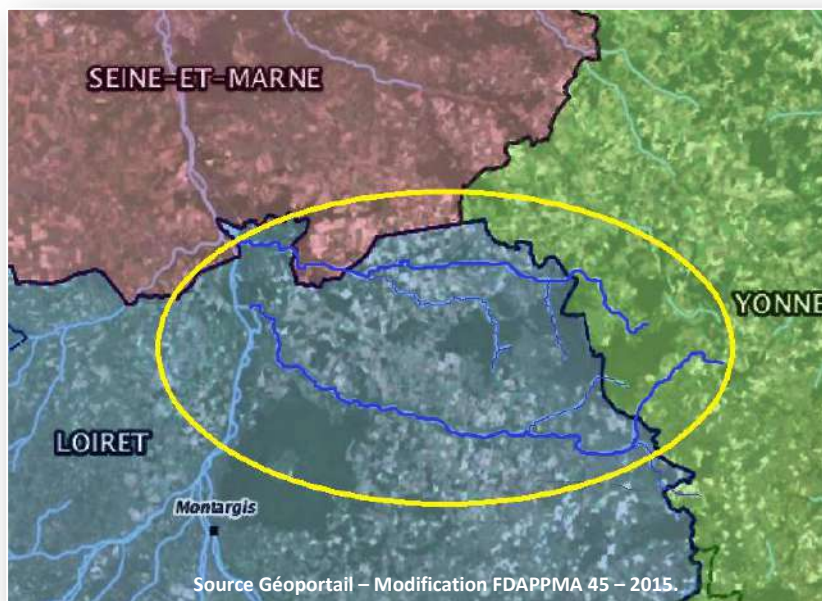 SEINE-ET-MARNE
YONNE
LOIRET
Montargis
Source Géoportail – Modification FDAPPMA 45 – 2015.